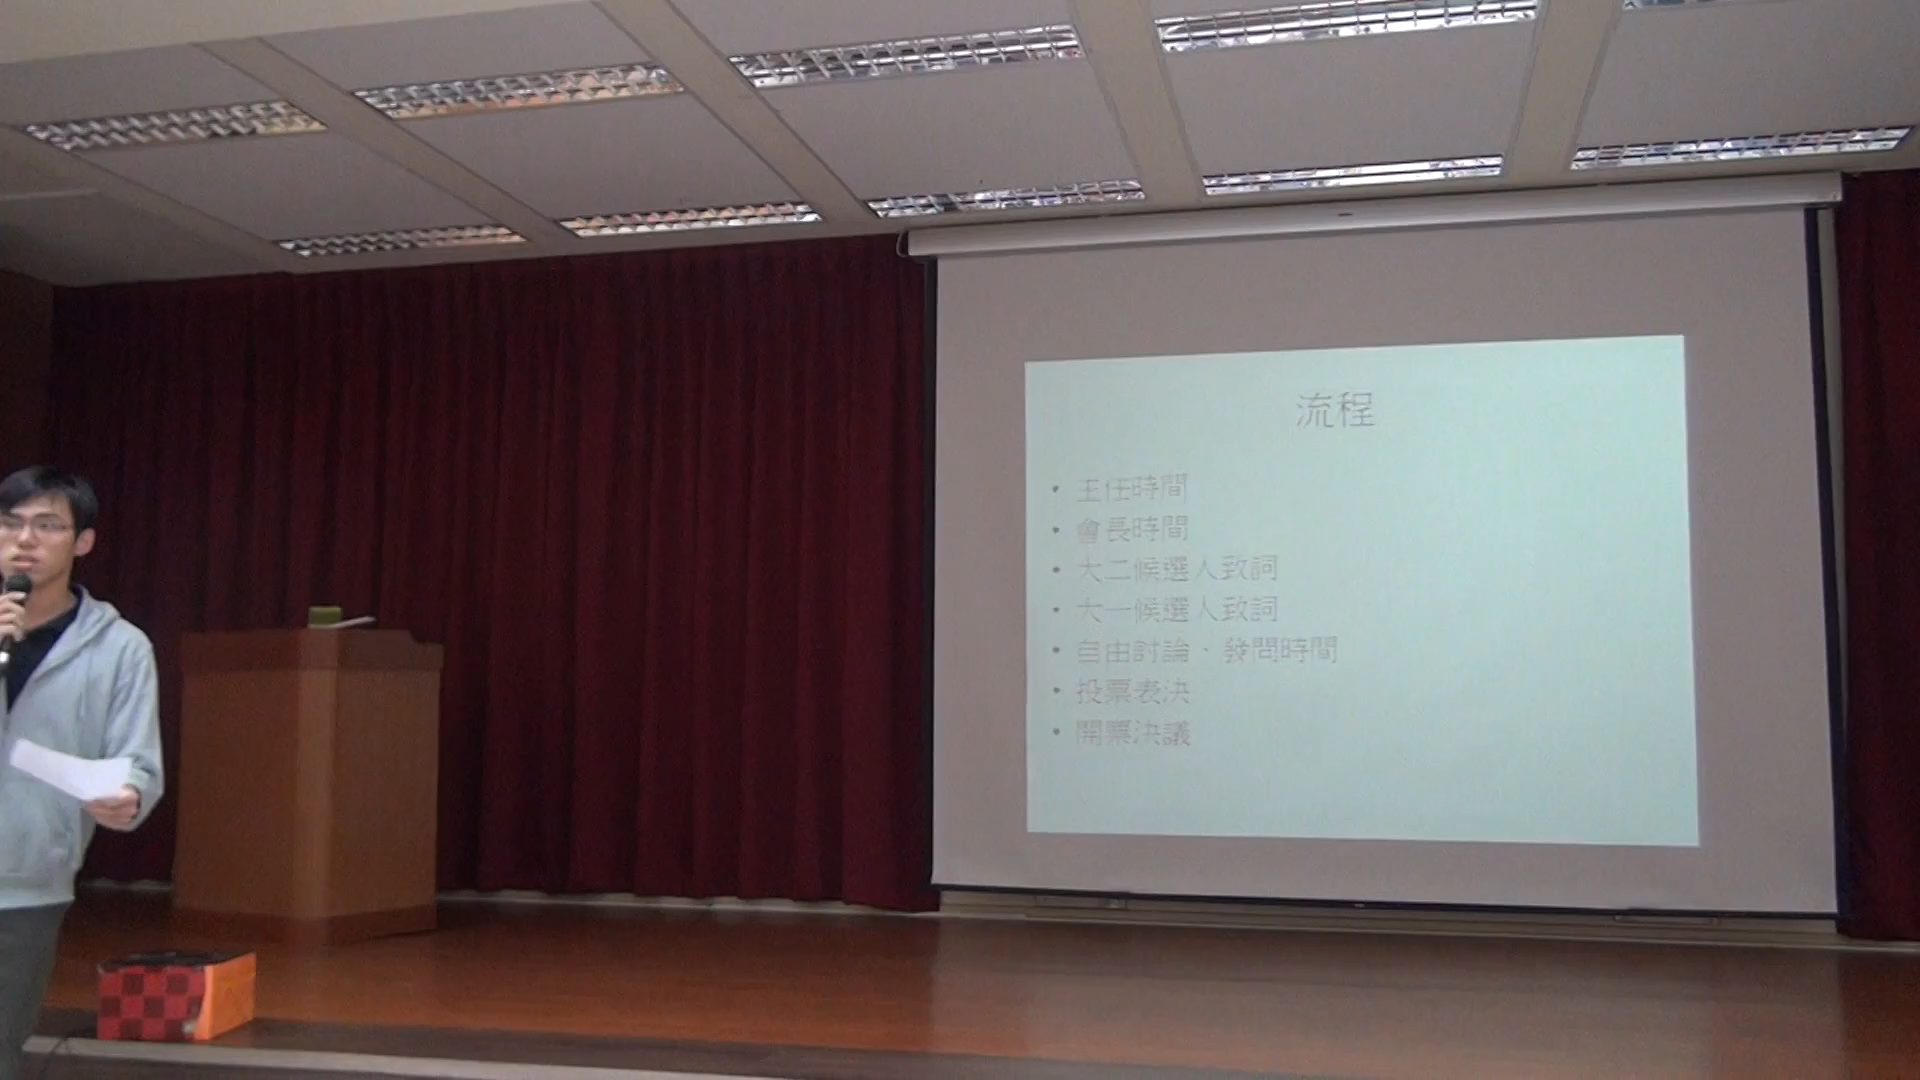 流程
• 主任時間
• 會長時間
• 大二候選人致詞
• 大一候選人致詞
• 自由討論、發問時間
• 投票表決
• 開票決議